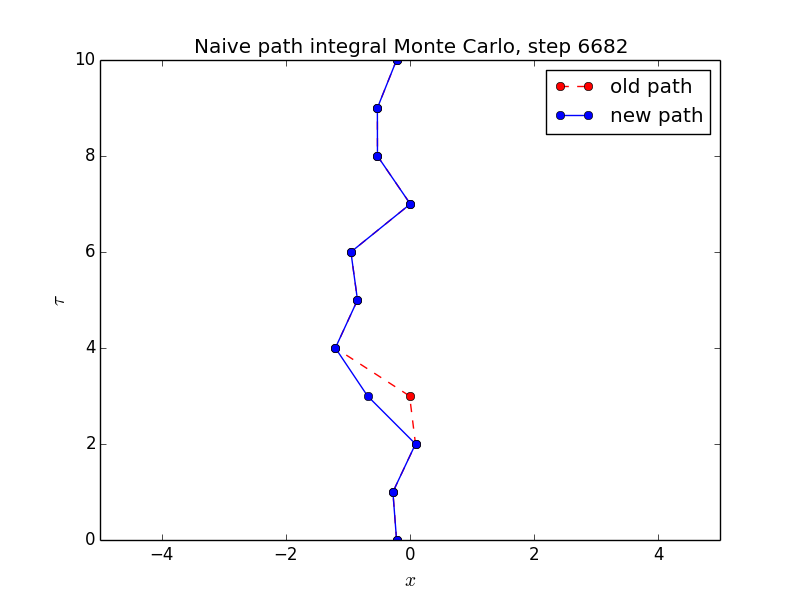 Naive path integral Monte Carlo, step 6682
10
8
6
4
2
0
τ
old path
new path
−4 −2 0 2 4
x